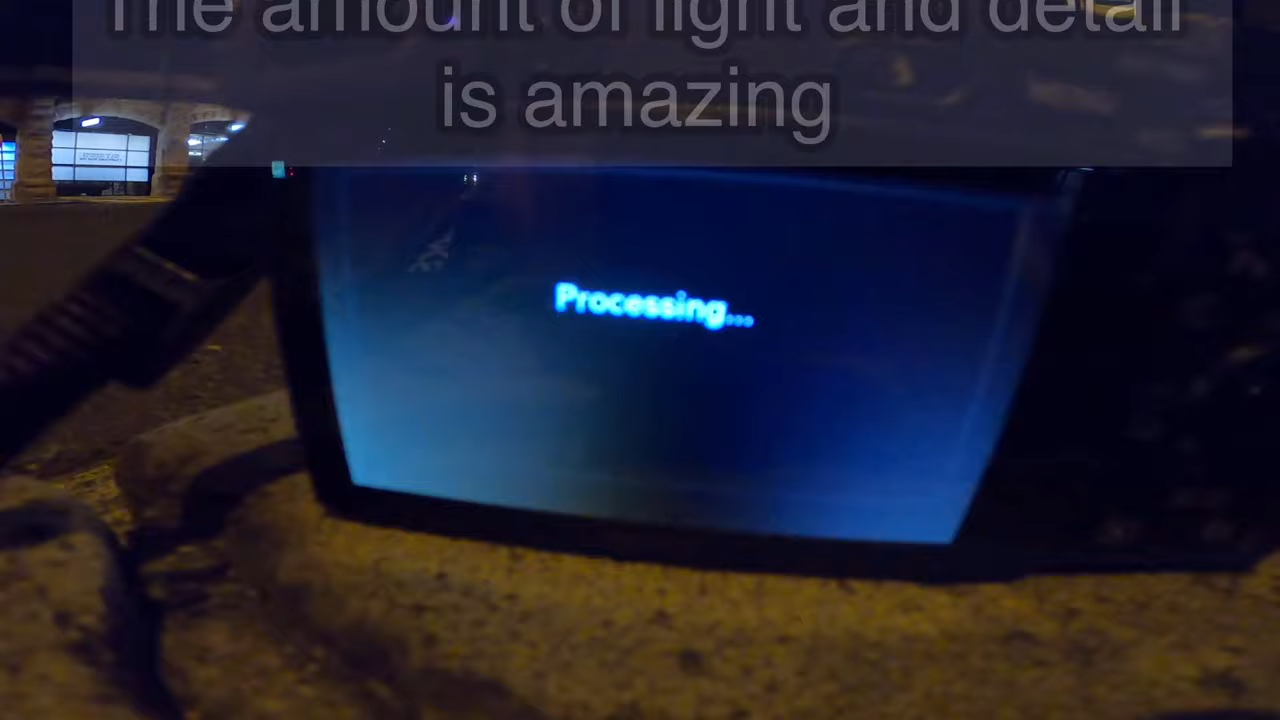 The amount of light and detail
is amazing
Processing...